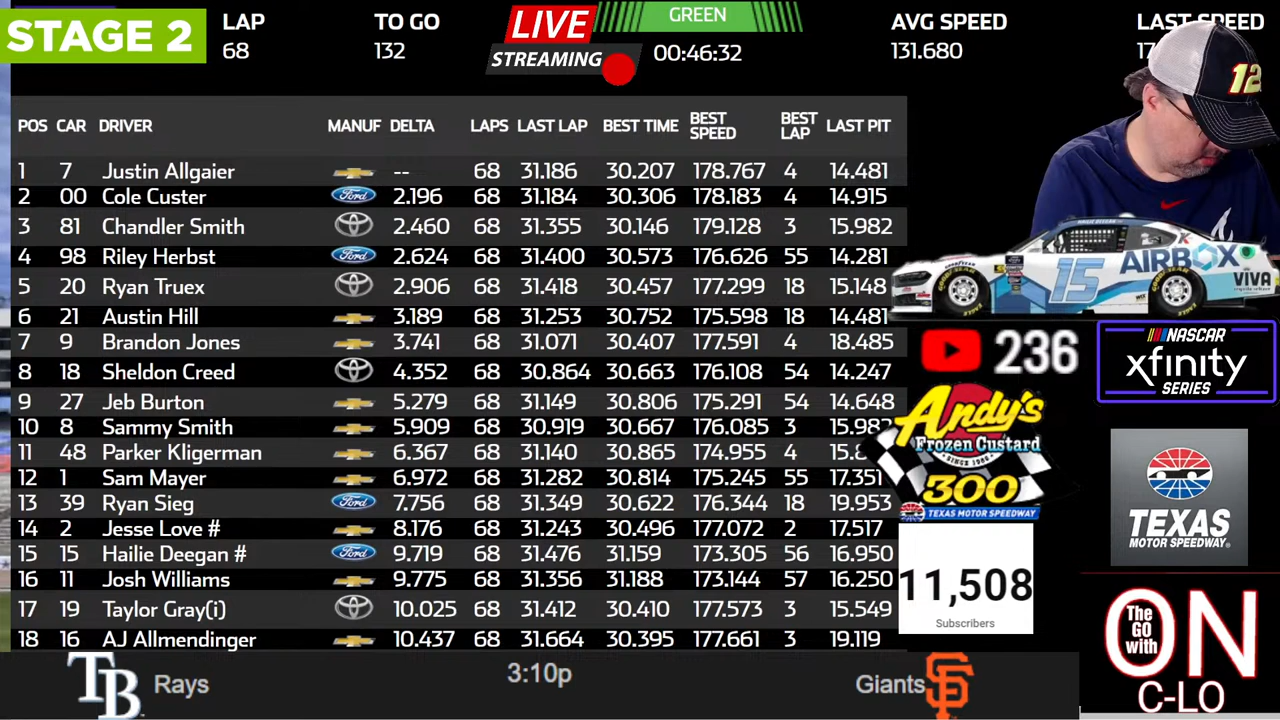 STAGE 2
LAP
68
TO GO
132
LIVE
STREAMING
GREEN
00:46:32
AVG SPEED
131.680
LAST SPEED
12
POS CAR DRIVER MANUF DELTA LAPS LAST LAP BEST TIME BEST SPEED BEST LAP LAST PIT
1 7 Justin Allgaier -- 68 31.186 30.207 178.767 4 14.481
2 00 Cole Custer Ford 2.196 68 31.184 30.306 178.183 3 14.915
3 81 Chandler Smith 2.460 68 31.355 30.146 179.128 3 15.982
4 98 Riley Herbst Ford 2.624 68 31.400 30.573 176.626 55 14.281
5 20 Ryan Truex 2.906 68 31.418 30.457 177.299 18 15.148
6 21 Austin Hill 3.189 68 31.253 30.752 175.598 18 14.481
7 9 Brandon Jones 3.741 68 31.071 30.407 177.591 4 18.485
8 18 Sheldon Creed 4.352 68 30.864 30.663 176.108 54 14.247
9 27 Jeb Burton 5.279 68 31.149 30.806 175.291 54 14.648
10 8 Sammy Smith 5.909 68 30.919 30.667 176.085 3 15.982
11 48 Parker Kligerman 6.367 68 31.140 30.865 174.955 4
12 1 Sam Mayer 6.972 68 31.282 30.814 175.245 55 17.351
13 39 Ryan Sieg Ford 7.756 68 31.349 30.622 176.344 18 19.953
14 2 Jesse Love # 8.176 68 31.243 30.496 177.072 2 17.517
15 15 Hailie Deegan # Ford 9.719 68 31.476 31.159 173.305 56 16.950
16 11 Josh Williams 9.775 68 31.356 31.188 173.144 57 16.250
17 19 Taylor Gray(i) 10.025 68 31.412 30.410 177.573 3 15.549
18 16 AJ Allmendinger 10.437 68 31.664 30.395 177.661 3 19.119
15
AIRBOX
VIVA
236
NASCAR
xfinity
SERIES
Andy's
Frozen Custard
SINCE 1986
300
TEXAS MOTOR SPEEDWAY
TEXAS
MOTOR SPEEDWAY
11,508
Subscribers
The GO with
ON
C-LO
TB
Rays
3:10p
Giants
SF